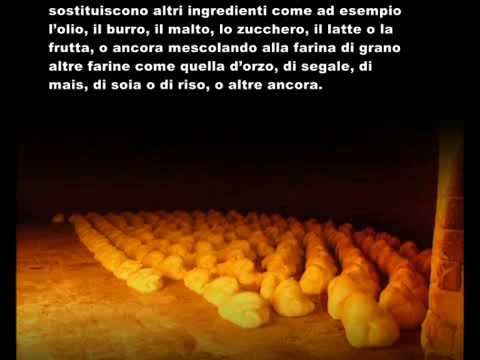 sostituiscono altri ingredienti come ad esempio
l’olio, il burro, il malto, lo zucchero, il latte o la
frutta, o ancora mescolando alla farina di grano
altre farine come quella d’orzo, di segale, di
mais, di soia o di riso, o altre ancora.